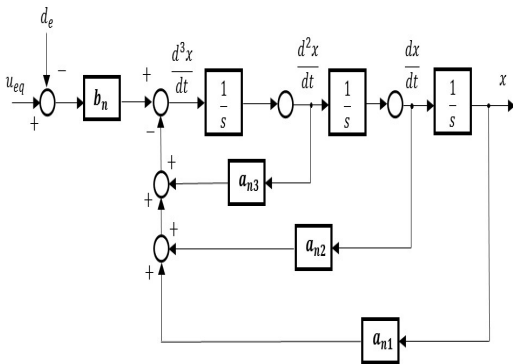 d_e
u_eq
−
+
b_n
+
−
d³x/dt
1/s
d²x/dt
1/s
dx/dt
1/s
x
+
+
a_n3
+
+
a_n2
+
a_n1